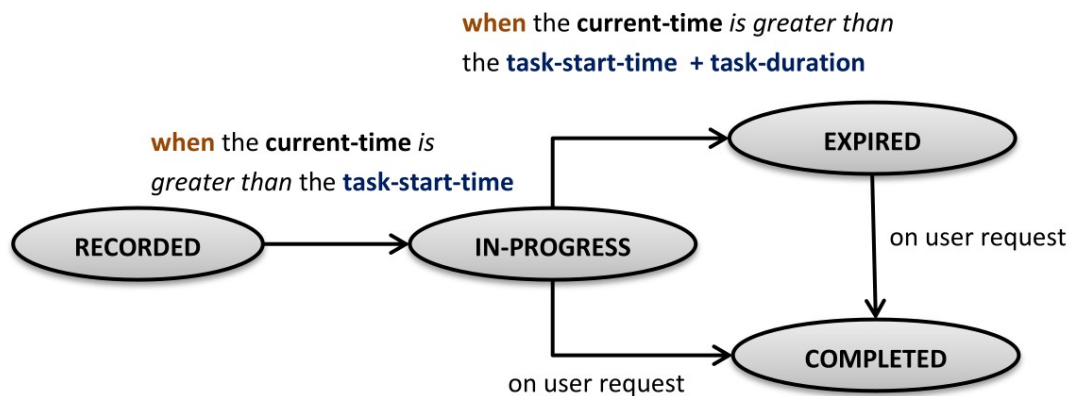 when the current-time is greater than
the task-start-time + task-duration
when the current-time is
greater than the task-start-time
EXPIRED
RECORDED
IN-PROGRESS
on user request
COMPLETED
on user request